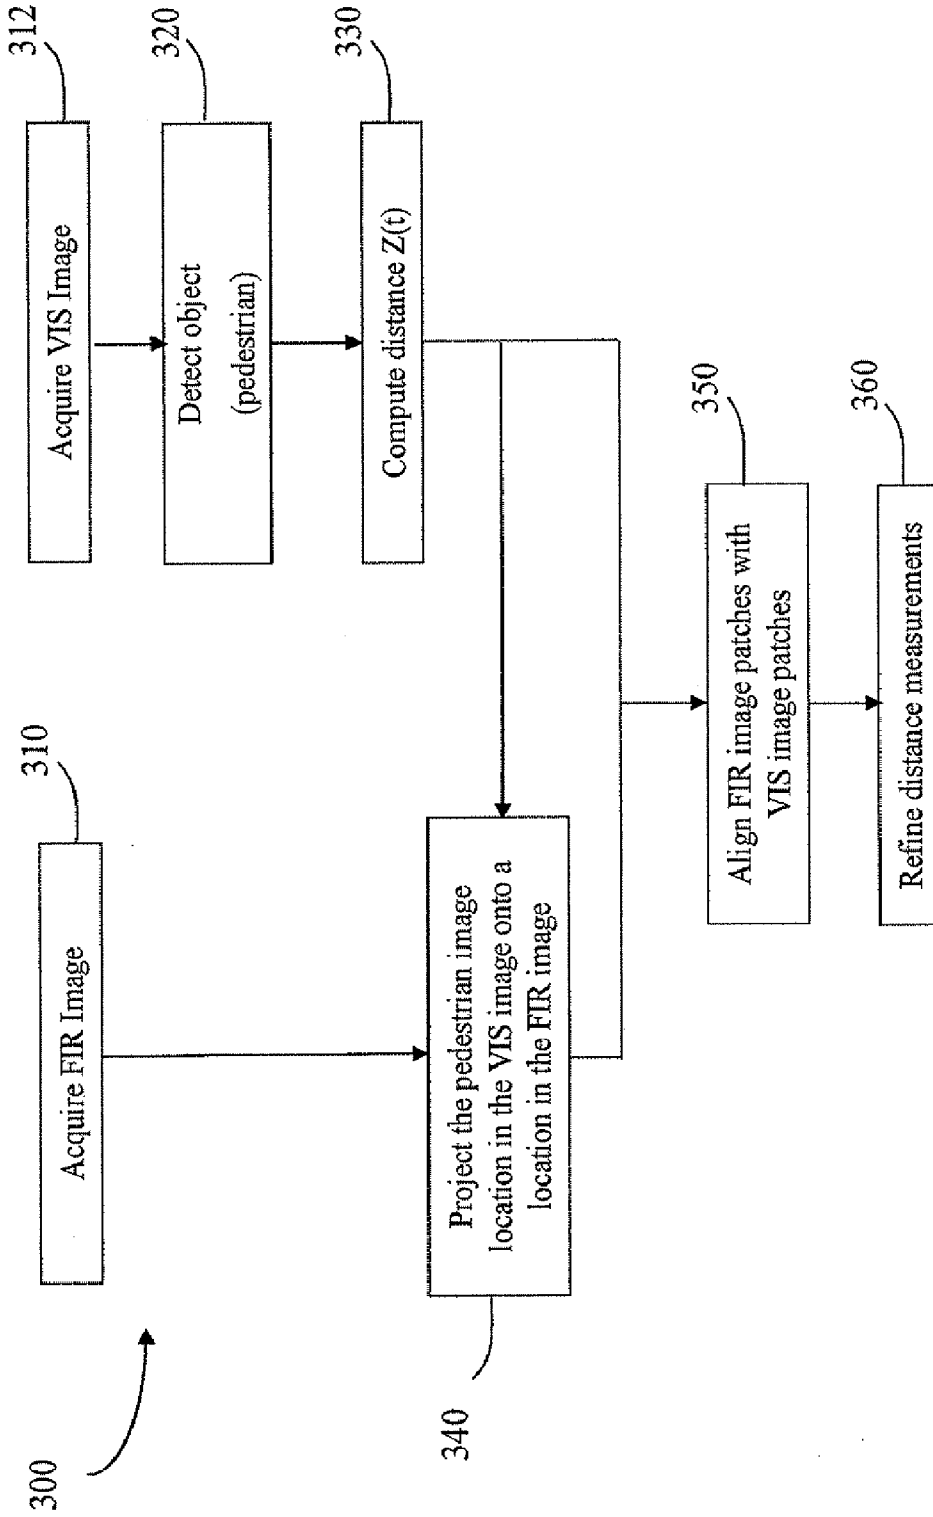 300
310
Acquire FIR Image
312
Acquire VIS Image
320
Detect object
(pedestrian)
330
Compute distance Z(t)
340
Project the pedestrian image
location in the VIS image onto a
location in the FIR image
350
Align FIR image patches with
VIS image patches
360
Refine distance measurements